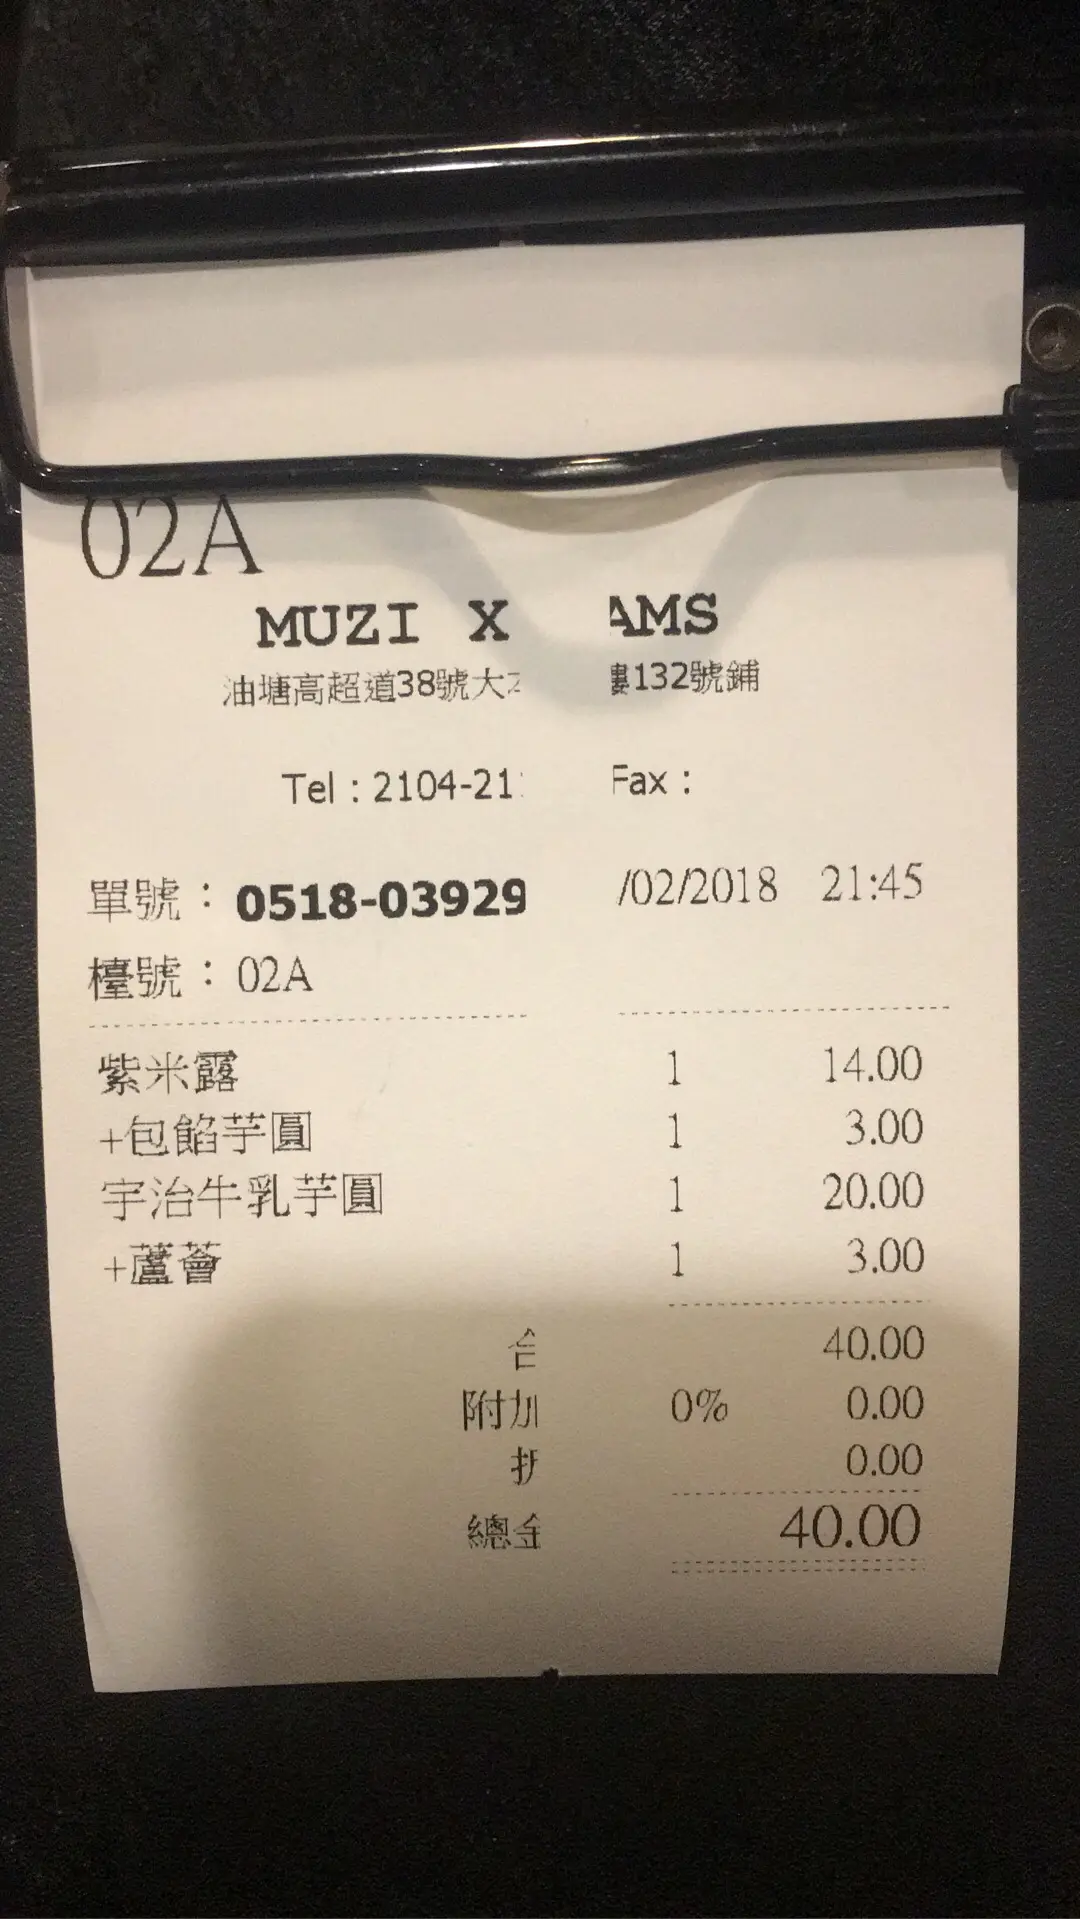 02A
MUZI X AMS
油塘高超道38號大 132號鋪
Tel : 2104-21 Fax :
單號： 0518-03929 /02/2018 21:45
檯號： 02A
紫米露 1 14.00
+包餡芋圓 1 3.00
宇治牛乳芋圓 1 20.00
+蘆薈 1 3.00
合 40.00
附加 0% 0.00
0.00
總金 40.00